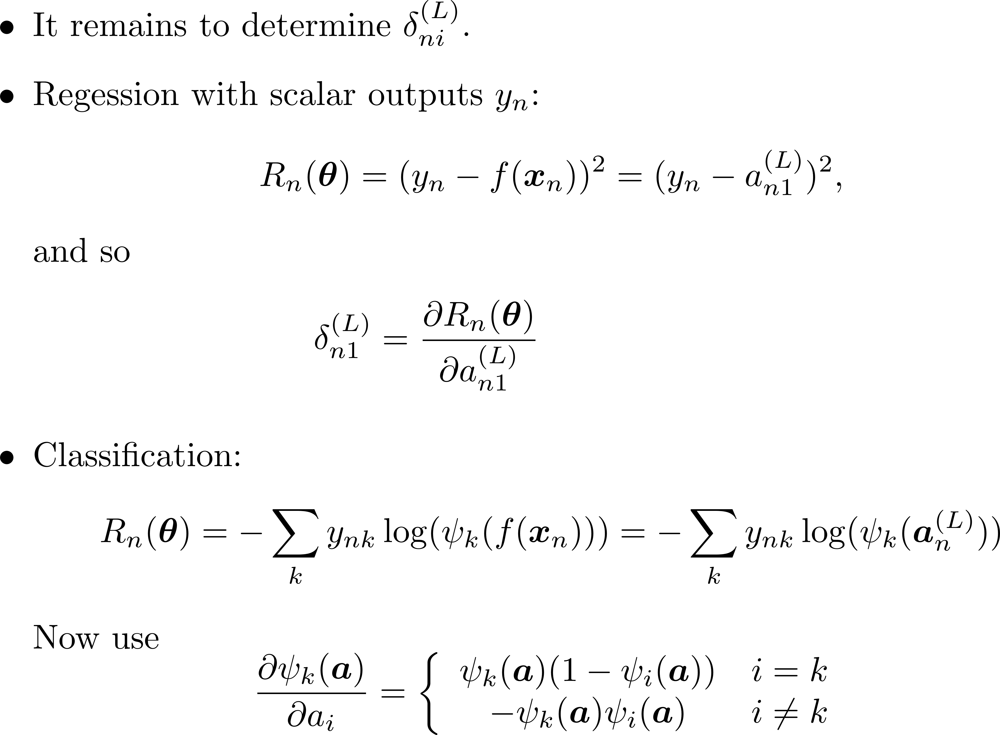 • It remains to determine $\delta_{ni}^{(L)}$.
• Regession with scalar outputs $y_n$:
$R_n(\boldsymbol{\theta}) = (y_n - f(\boldsymbol{x}_n))^2 = (y_n - a_{n1}^{(L)})^2,$
and so
$\delta_{n1}^{(L)} = \frac{\partial R_n(\boldsymbol{\theta})}{\partial a_{n1}^{(L)}}$
• Classification:
$R_n(\boldsymbol{\theta}) = -\sum_k y_{nk} \log(\psi_k(f(\boldsymbol{x}_n))) = -\sum_k y_{nk} \log(\psi_k(\boldsymbol{a}_n^{(L)}))$
Now use
$\frac{\partial \psi_k(\boldsymbol{a})}{\partial a_i} = \begin{cases} \psi_k(\boldsymbol{a})(1 - \psi_i(\boldsymbol{a})) & i = k \\ -\psi_k(\boldsymbol{a})\psi_i(\boldsymbol{a}) & i \neq k \end{cases}$